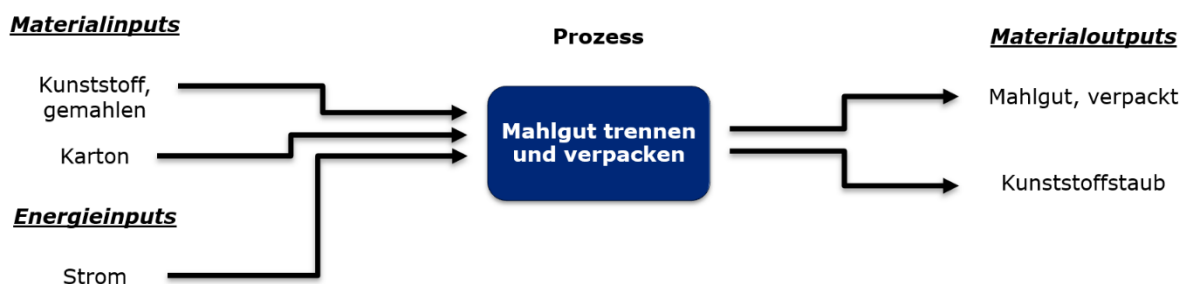 Materialinputs
Kunststoff,
gemahlen
Karton
Energieinputs
Strom
Prozess
Mahlgut trennen
und verpacken
Materialoutputs
Mahlgut, verpackt
Kunststoffstaub